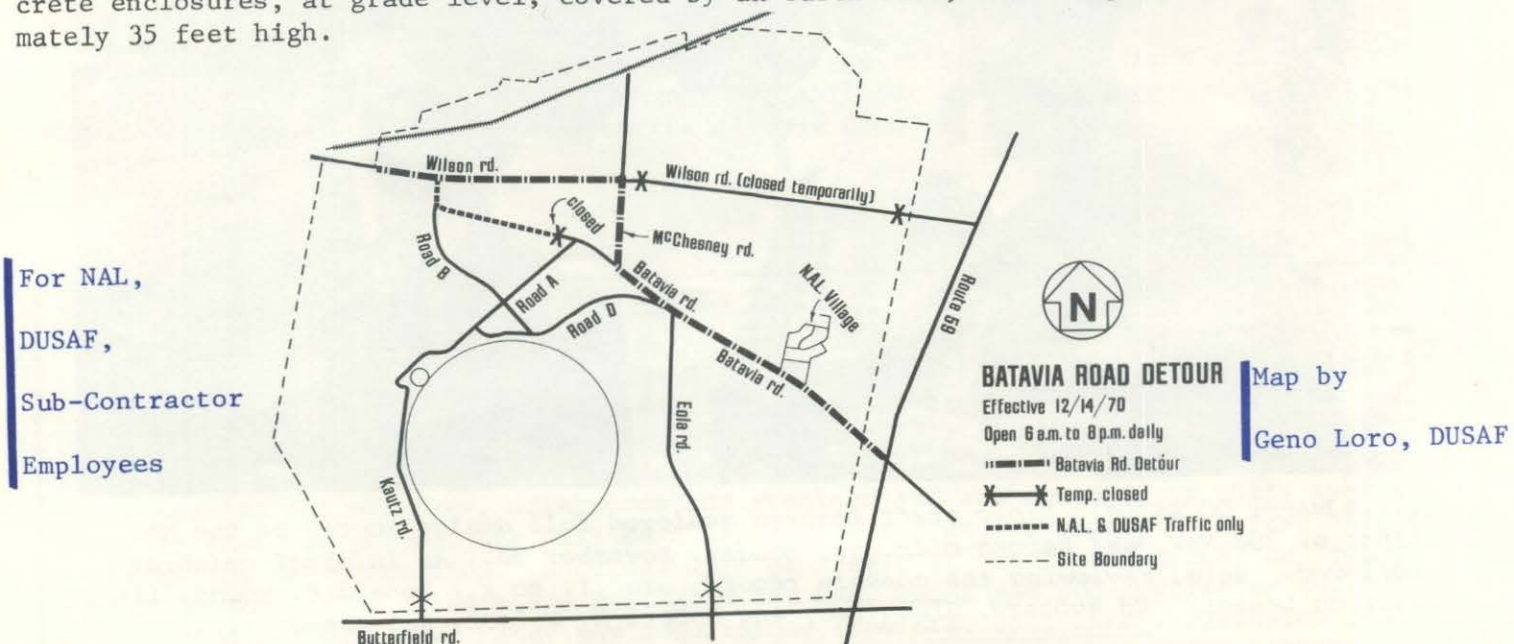 crete enclosures, at grade level, covered by an
mately 35 feet high.
Wilson rd.
Wilson rd. (closed temporarily)
closed
McChesney rd.
Road B
Road A
Batavia rd.
Road D
N.A.L. Village
Route 59
Batavia rd.
Eola rd.
Kautz rd.
Butterfield rd.
N
For NAL,
DUSAF,
Sub-Contractor
Employees
BATAVIA ROAD DETOUR
Effective 12/14/70
Open 6 a.m. to 8 p.m. daily
Batavia Rd. Detour
Temp. closed
N.A.L. & DUSAF Traffic only
Site Boundary
Map by
Geno Loro, DUSAF